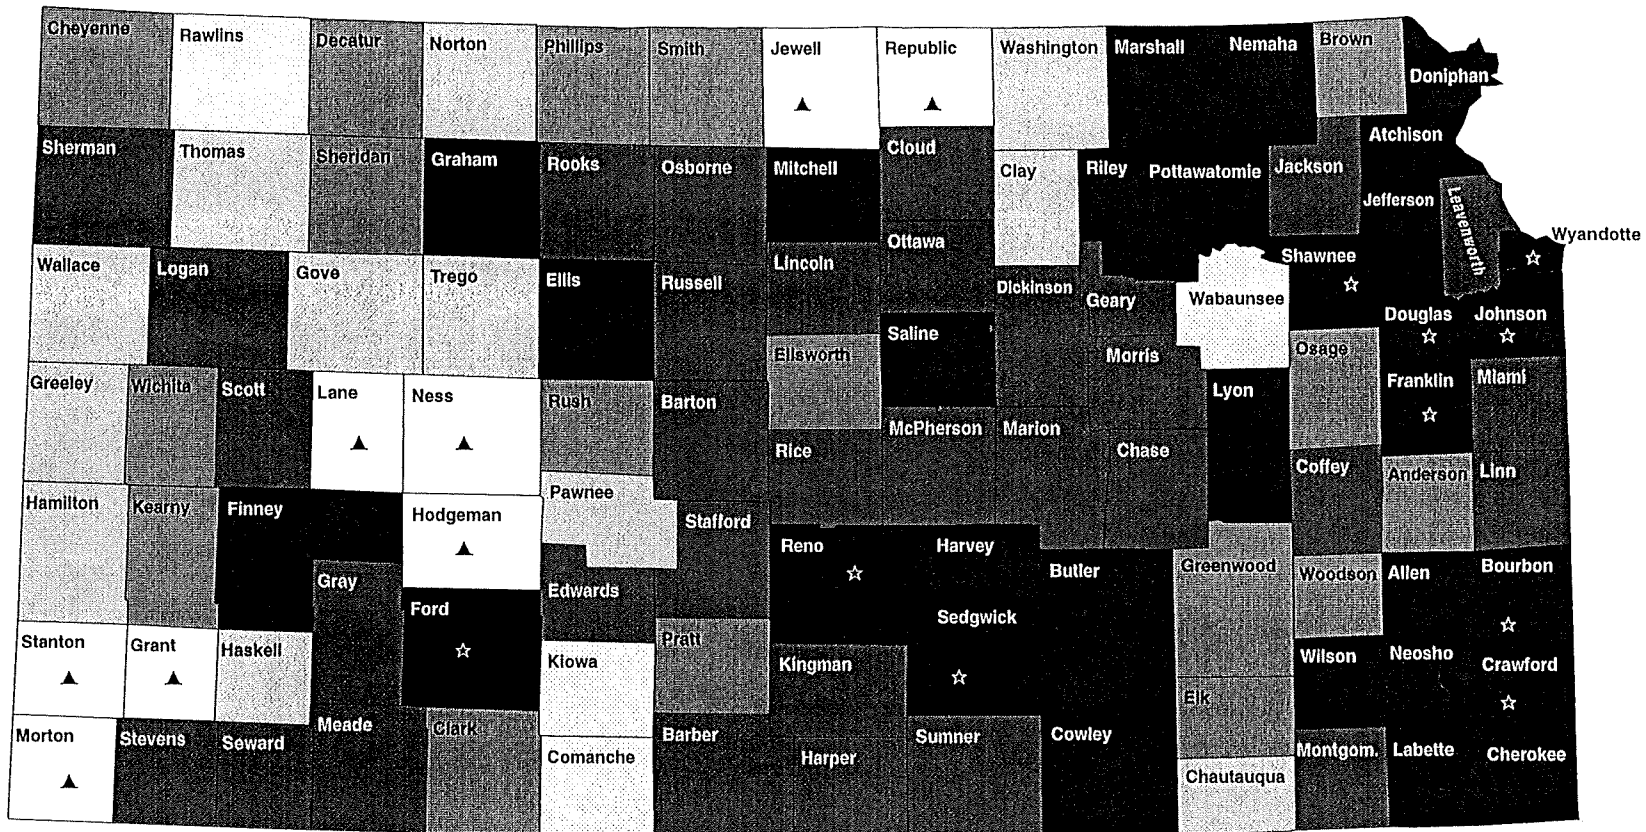 Cheyenne
Rawlins
Decatur
Norton
Phillips
Smith
Jewell
Republic
Washington
Marshall
Nemaha
Brown
Doniphan
Sherman
Thomas
Sheridan
Graham
Rooks
Osborne
Mitchell
Cloud
Clay
Riley
Pottawatomie
Jackson
Atchison
Jefferson
Leavenworth
Wyandotte
Wallace
Logan
Gove
Trego
Ellis
Russell
Lincoln
Ottawa
Dickinson
Geary
Wabaunsee
Shawnee
Douglas
Johnson
Saline
Ellsworth
Morris
Osage
Greeley
Wichita
Scott
Lane
Ness
Rush
Barton
Rice
McPherson
Marion
Chase
Lyon
Franklin
Miami
Coffey
Anderson
Linn
Hamilton
Kearny
Finney
Hodgeman
Pawnee
Stafford
Reno
Harvey
Butler
Greenwood
Woodson
Allen
Bourbon
Gray
Ford
Edwards
Sedgwick
Stanton
Grant
Haskell
Kiowa
Pratt
Kingman
Elk
Wilson
Neosho
Crawford
Morton
Stevens
Seward
Meade
Clark
Comanche
Barber
Harper
Sumner
Cowley
Chautauqua
Montgom.
Labette
Cherokee